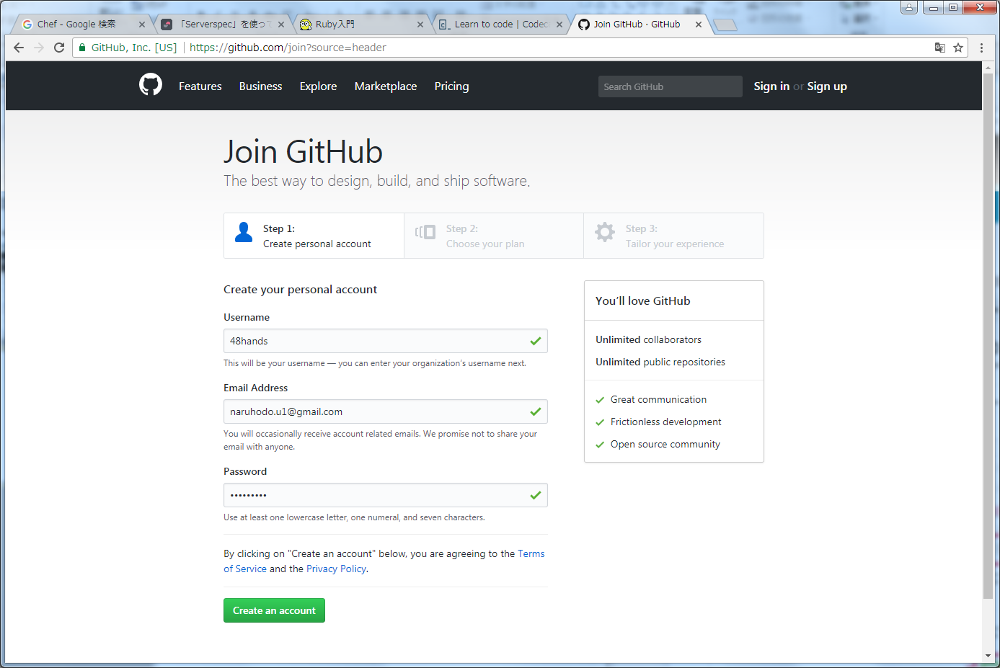 Chef - Google 検索
「Serverspec」を使って
Ruby入門
Learn to code | Codec
Join GitHub · GitHub
GitHub, Inc. [US] | https://github.com/join?source=header
Features Business Explore Marketplace Pricing
Search GitHub
Sign in or Sign up
Join GitHub
The best way to design, build, and ship software.
Step 1:
Create personal account
Step 2:
Choose your plan
Step 3:
Tailor your experience
Create your personal account
Username
48hands
This will be your username — you can enter your organization’s username next.
Email Address
naruhodo.u1@gmail.com
You will occasionally receive account related emails. We promise not to share your
email with anyone.
Password
•••••••••
Use at least one lowercase letter, one numeral, and seven characters.
By clicking on "Create an account" below, you are agreeing to the Terms
of Service and the Privacy Policy.
Create an account
You’ll love GitHub
Unlimited collaborators
Unlimited public repositories
Great communication
Frictionless development
Open source community